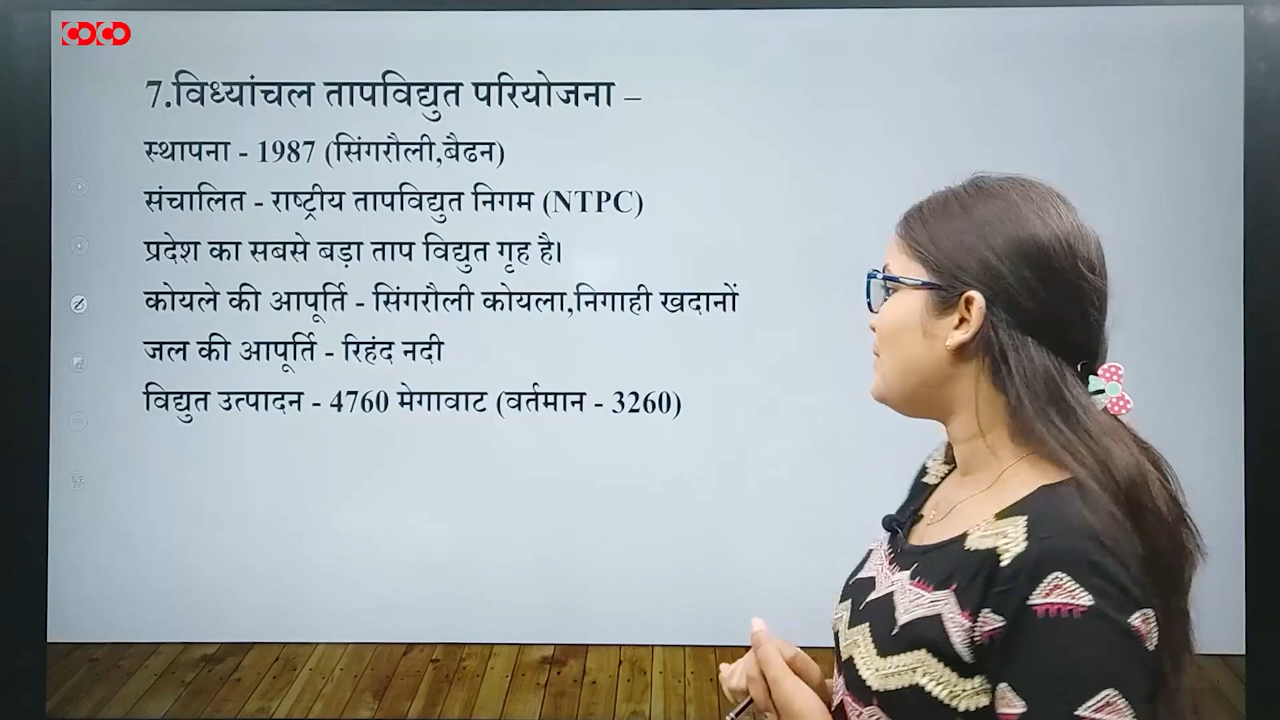 COCO
7.विध्यांचल तापविद्युत परियोजना –
स्थापना - 1987 (सिंगरौली,बैढन)
संचालित - राष्ट्रीय तापविद्युत निगम (NTPC)
प्रदेश का सबसे बड़ा ताप विद्युत गृह है।
कोयले की आपूर्ति - सिंगरौली कोयला,निगाही खदानों
जल की आपूर्ति - रिहंद नदी
विद्युत उत्पादन - 4760 मेगावाट (वर्तमान - 3260)